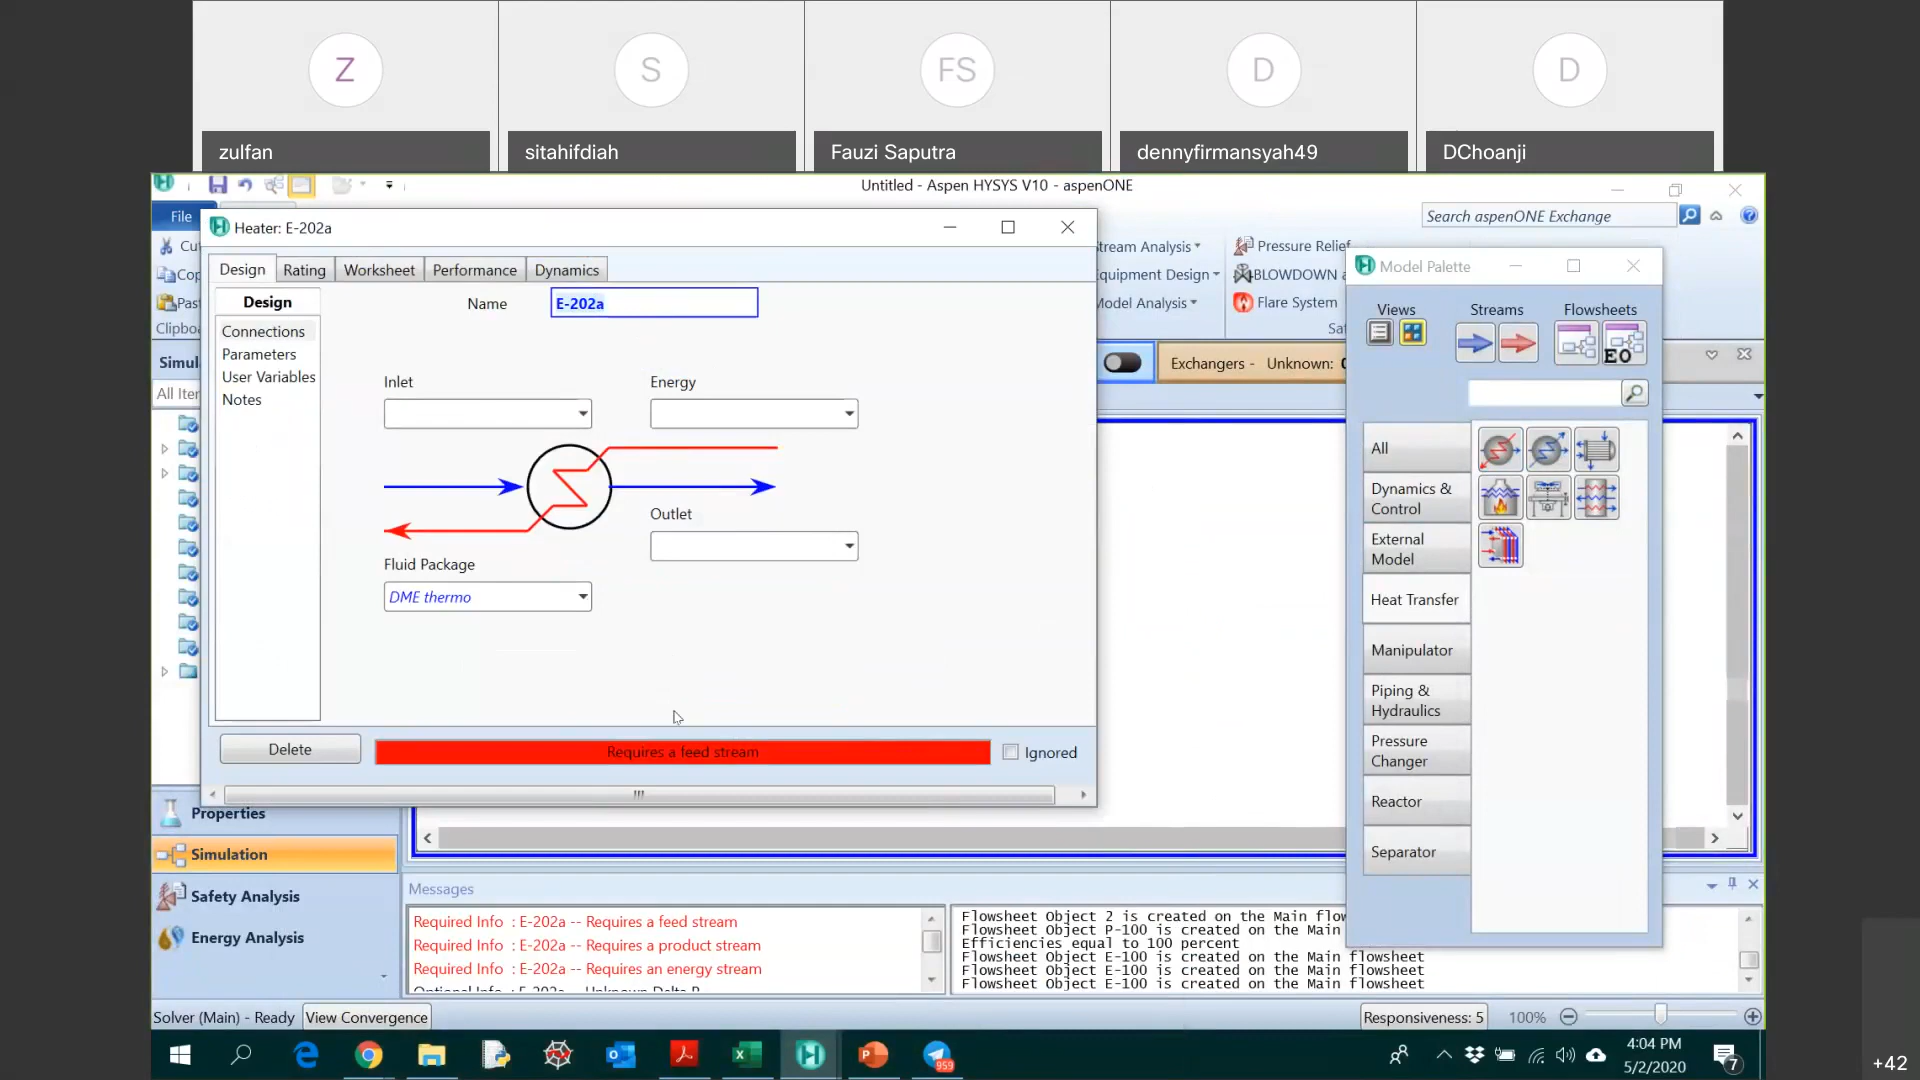 Z
S
FS
D
D
zulfan
sitahifdiah
Fauzi Saputra
dennyfirmansyah49
DChoanji
Untitled - Aspen HYSYS V10 - aspenONE
File
Search aspenONE Exchange
Heater: E-202a
Stream Analysis
Pressure Relief
Equipment Design
BLOWDOWN
Model Analysis
Flare System
Model Palette
Design
Rating
Worksheet
Performance
Dynamics
Design
Connections
Parameters
User Variables
Notes
Name
E-202a
Inlet
Energy
Outlet
Fluid Package
DME thermo
Delete
Requires a feed stream
Ignored
Exchangers - Unknown:
Views
Streams
Flowsheets
EO
All
Dynamics &
Control
External
Model
Heat Transfer
Manipulator
Piping &
Hydraulics
Pressure
Changer
Reactor
Separator
Properties
Simulation
Safety Analysis
Energy Analysis
Messages
Required Info : E-202a -- Requires a feed stream
Required Info : E-202a -- Requires a product stream
Required Info : E-202a -- Requires an energy stream
Flowsheet Object 2 is created on the Main flow
Flowsheet Object P-100 is created on the Main
Efficiencies equal to 100 percent
Flowsheet Object E-100 is created on the Main flowsheet
Flowsheet Object E-100 is created on the Main flowsheet
Flowsheet Object E-100 is created on the Main flowsheet
Solver (Main) - Ready
View Convergence
Responsiveness: 5
100%
959
4:04 PM
5/2/2020
7
+42